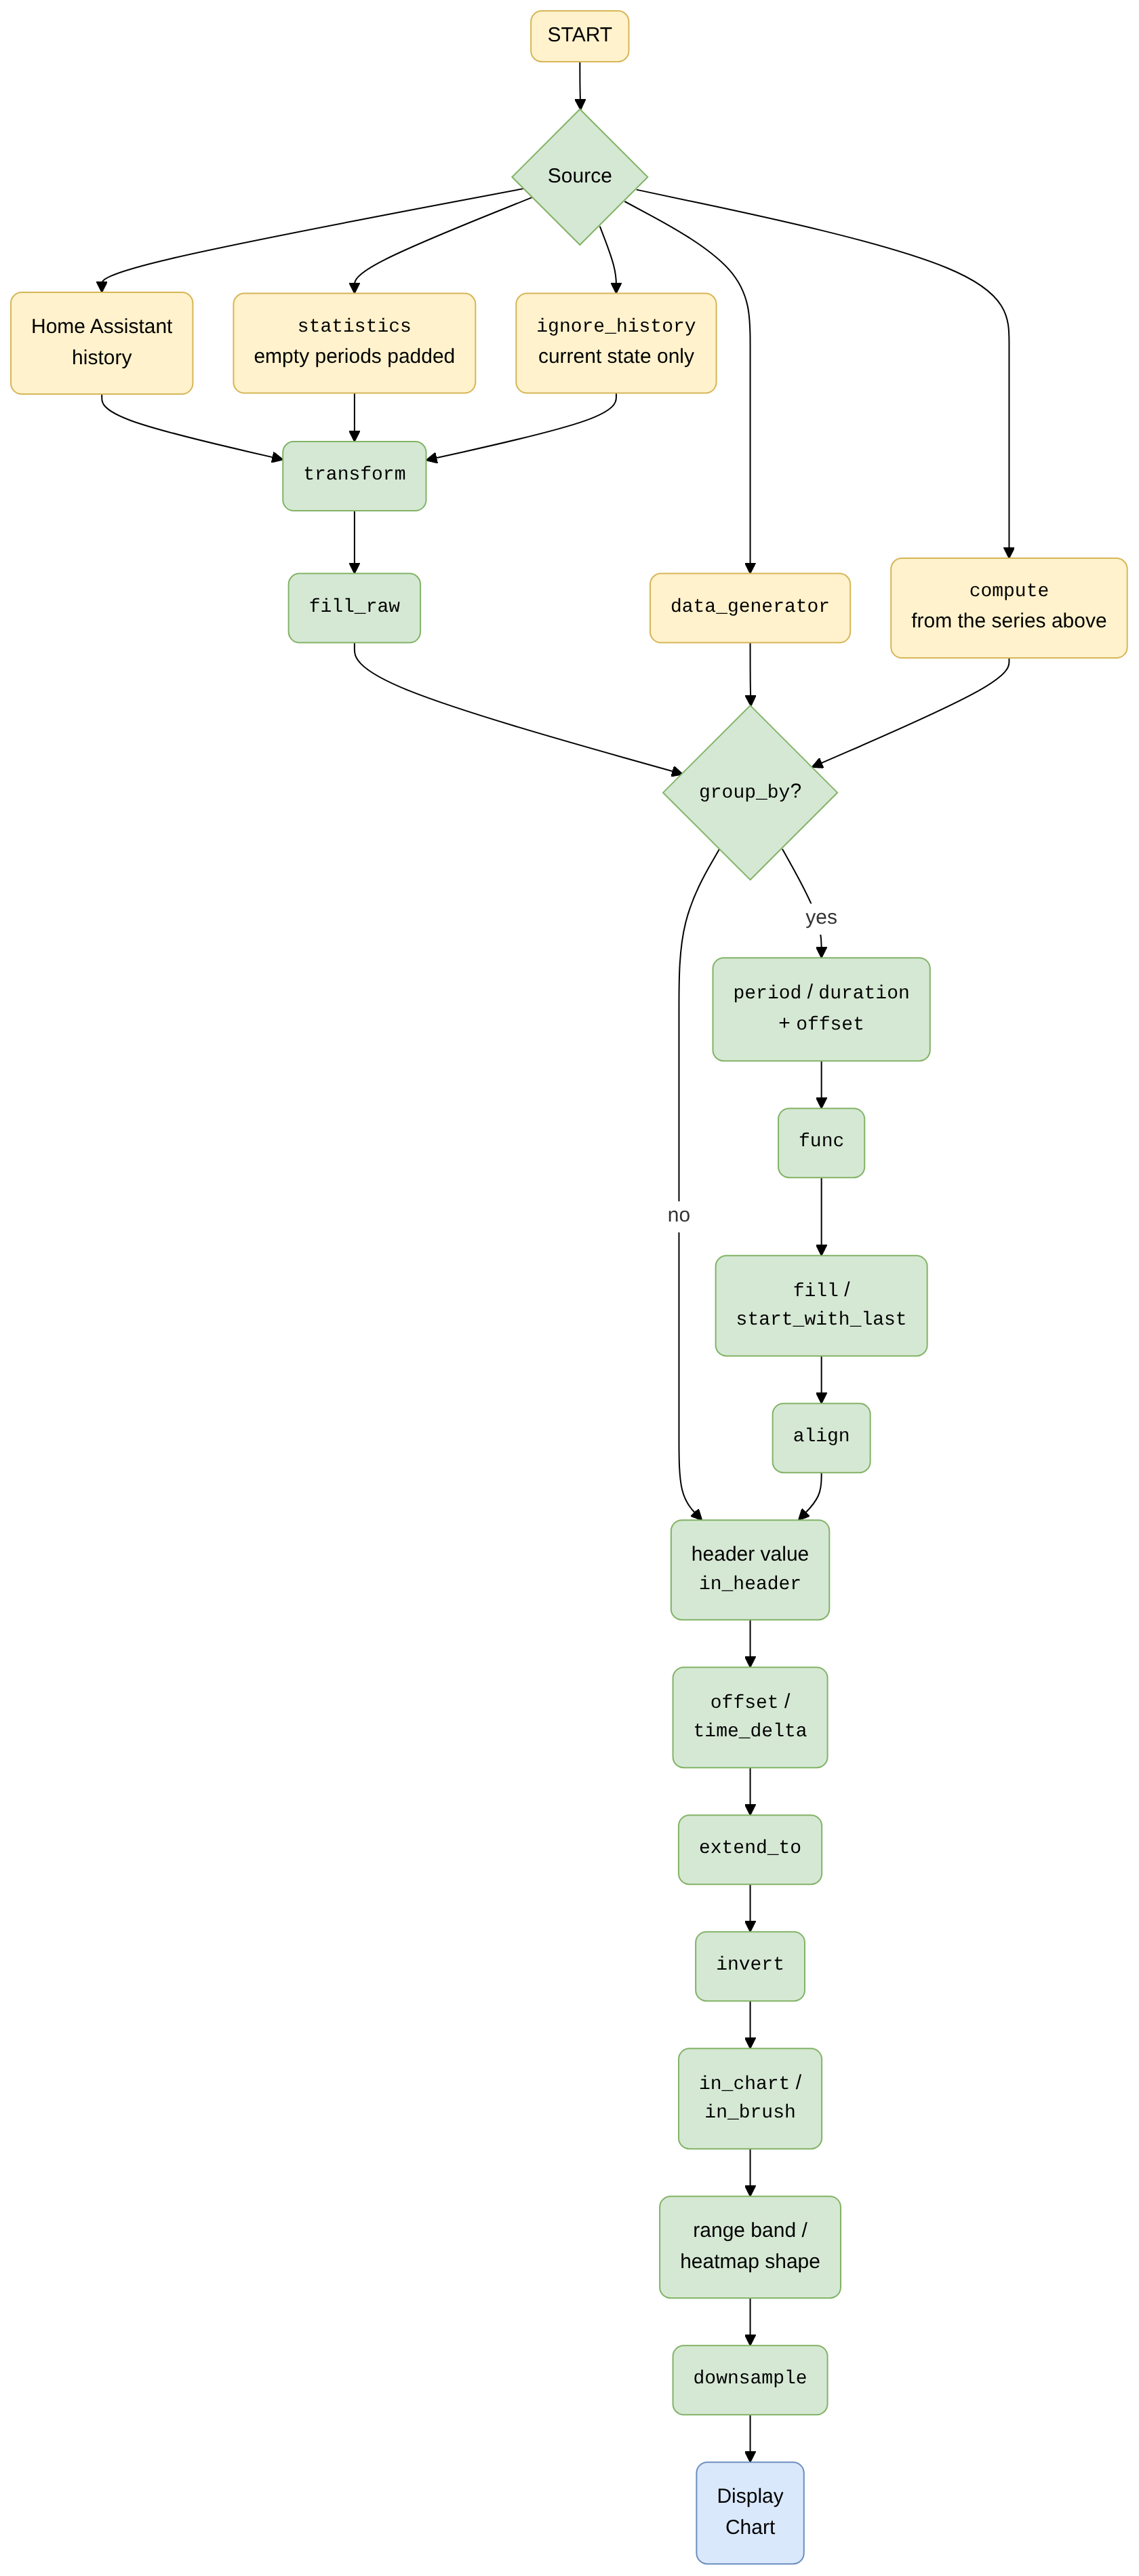 START
Source
Home Assistant
history
statistics
empty periods padded
ignore_history
current state only
transform
fill_raw
data_generator
compute
from the series above
group_by?
yes
period / duration
+ offset
func
no
fill /
start_with_last
align
header value
in_header
offset /
time_delta
extend_to
invert
in_chart /
in_brush
range band /
heatmap shape
downsample
Display
Chart